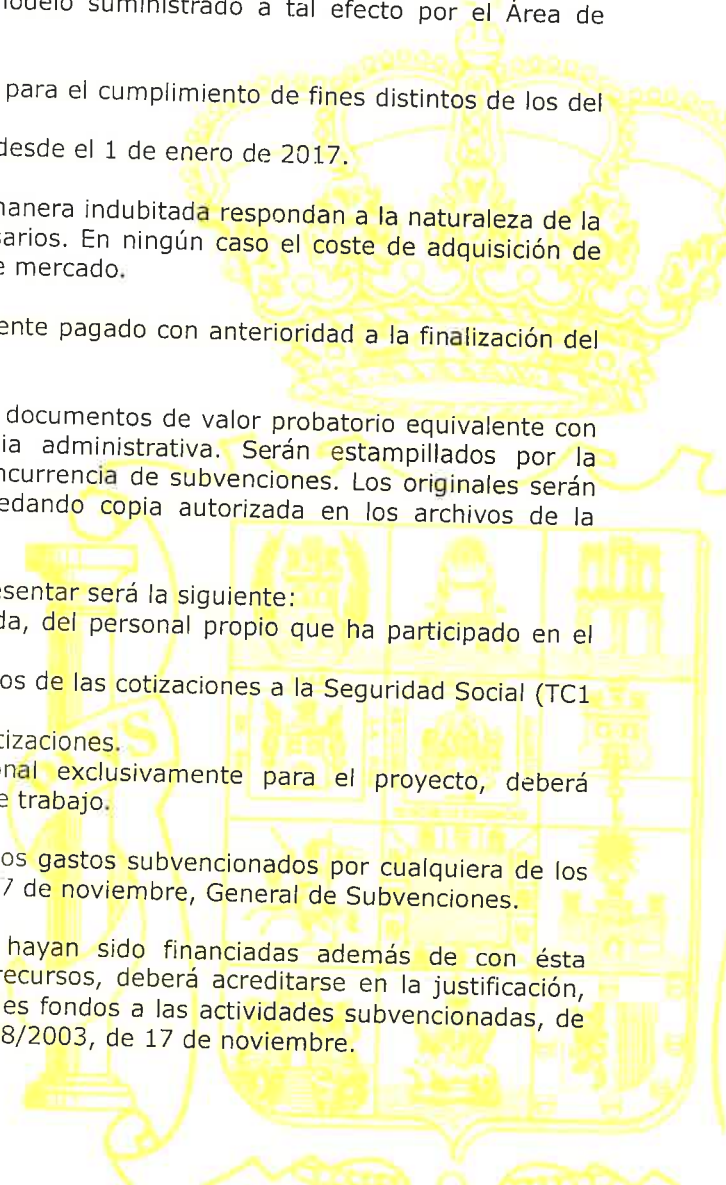 suministrado a tal efecto por el Área de
para el cumplimiento de fines distintos de los del
desde el 1 de enero de 2017.
manera indubitada respondan a la naturaleza de la
sarios. En ningún caso el coste de adquisición de
e mercado.
ente pagado con anterioridad a la finalización del
documentos de valor probatorio equivalente con
ia administrativa. Serán estampillados por la
ncurrencia de subvenciones. Los originales serán
edando copia autorizada en los archivos de la
esentar será la siguiente:
da, del personal propio que ha participado en el
os de las cotizaciones a la Seguridad Social (TC1
tizaciones.
nal exclusivamente para el proyecto, deberá
e trabajo.
os gastos subvencionados por cualquiera de los
7 de noviembre, General de Subvenciones.
hayan sido financiadas además de con ésta
recursos, deberá acreditarse en la justificación,
es fondos a las actividades subvencionadas, de
8/2003, de 17 de noviembre.